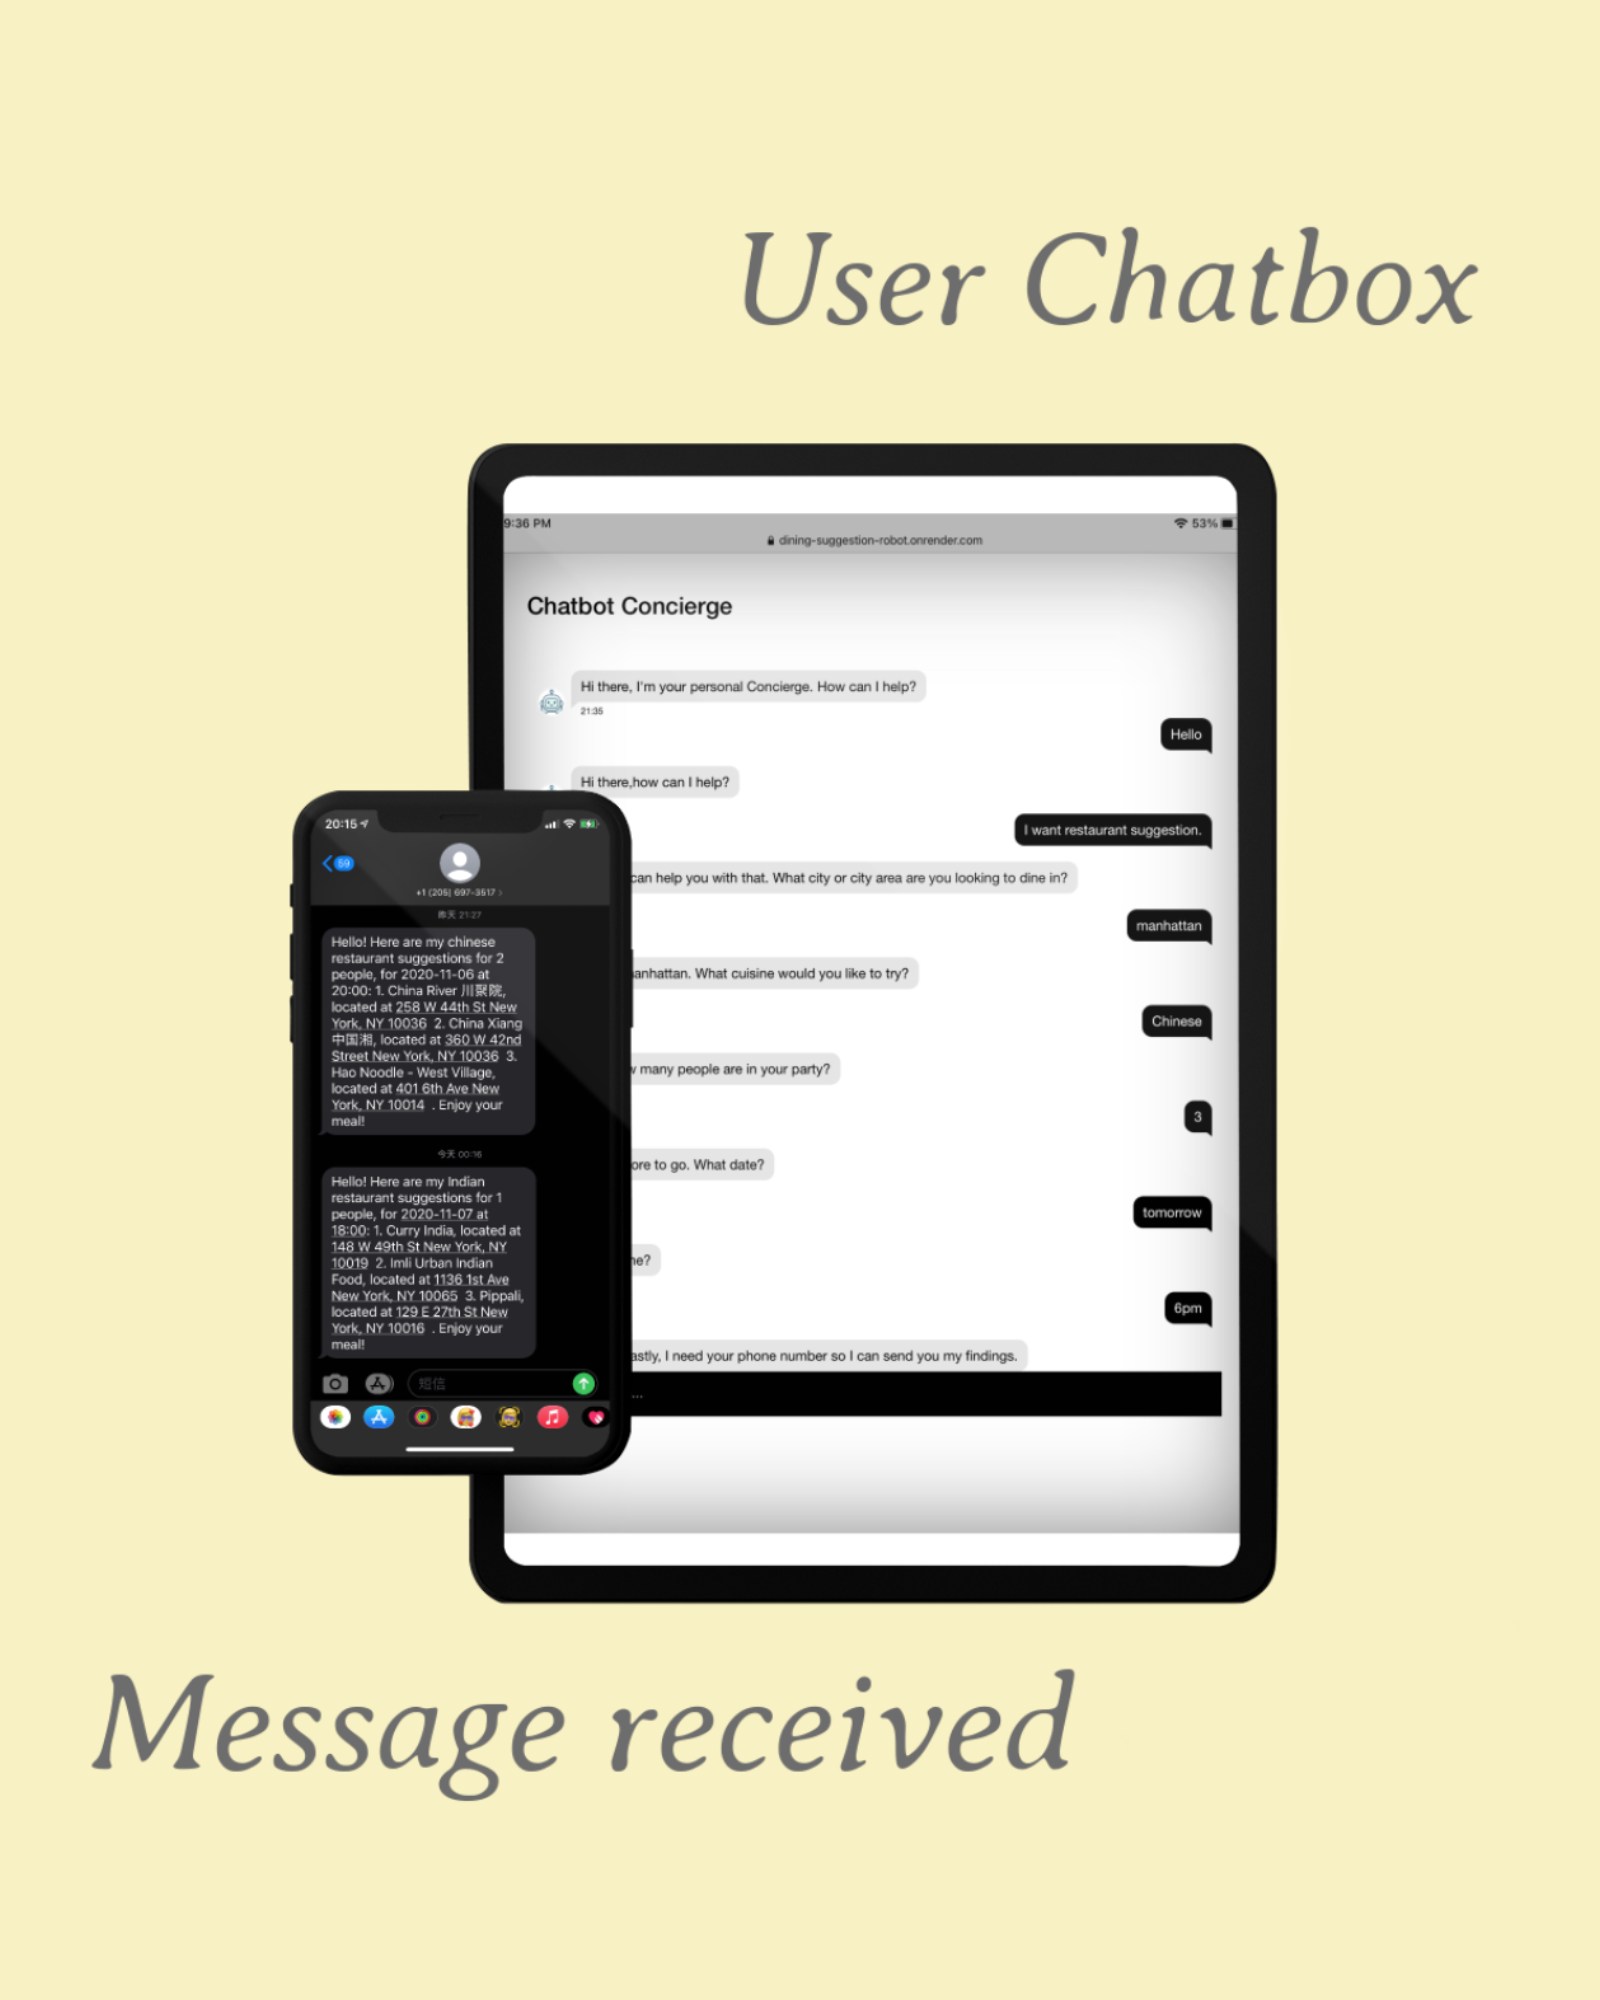 User Chatbox
9:36 PM
53%
dining-suggestion-robot.onrender.com
Chatbot Concierge
Hi there, I'm your personal Concierge. How can I help?
21:35
Hello
Hi there,how can I help?
I want restaurant suggestion.
can help you with that. What city or city area are you looking to dine in?
manhattan
anhattan. What cuisine would you like to try?
Chinese
w many people are in your party?
3
ore to go. What date?
tomorrow
ne?
6pm
astly, I need your phone number so I can send you my findings.
...
20:15
59
+1 (205) 697-3517
昨天 21:27
Hello! Here are my chinese
restaurant suggestions for 2
people, for 2020-11-06 at
20:00: 1. China River 川聚院,
located at 258 W 44th St New
York, NY 10036 2. China Xiang
中国湘, located at 360 W 42nd
Street New York, NY 10036 3.
Hao Noodle - West Village,
located at 401 6th Ave New
York, NY 10014 . Enjoy your
meal!
今天 00:16
Hello! Here are my Indian
restaurant suggestions for 1
people, for 2020-11-07 at
18:00: 1. Curry India, located at
148 W 49th St New York, NY
10019 2. Imli Urban Indian
Food, located at 1136 1st Ave
New York, NY 10065 3. Pippali,
located at 129 E 27th St New
York, NY 10016 . Enjoy your
meal!
短信
Message received